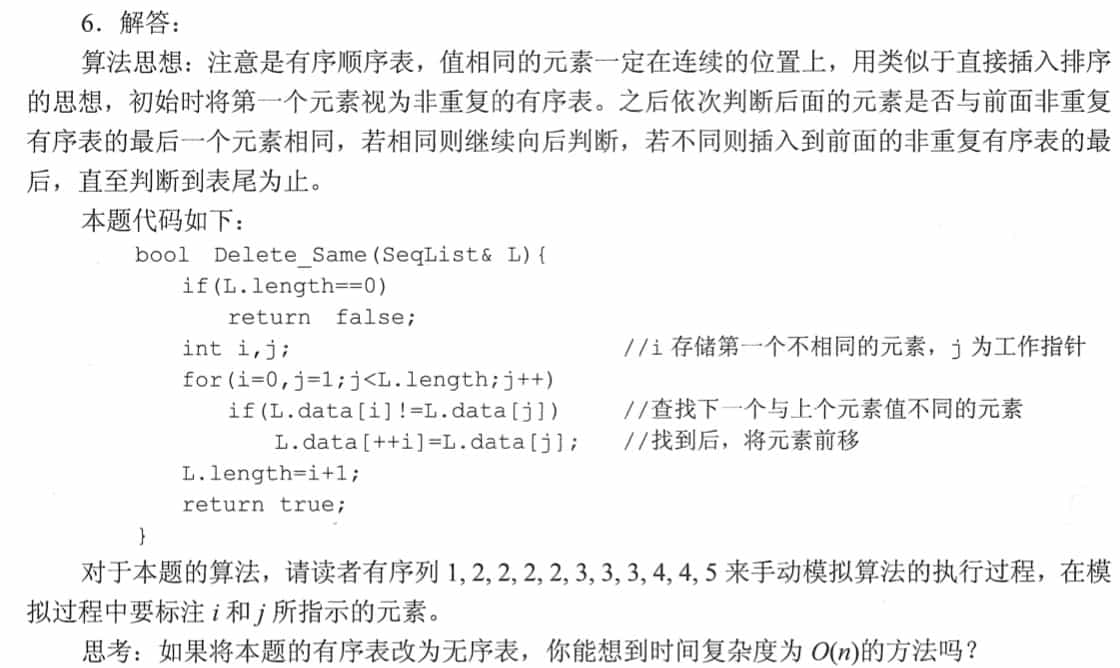 6．解答：
算法思想：注意是有序顺序表，值相同的元素一定在连续的位置上，用类似于直接插入排序
的思想，初始时将第一个元素视为非重复的有序表。之后依次判断后面的元素是否与前面非重复
有序表的最后一个元素相同，若相同则继续向后判断，若不同则插入到前面的非重复有序表的最
后，直至判断到表尾为止。
本题代码如下：
bool Delete_Same(SeqList& L){
if(L.length==0)
return false;
int i,j; //i 存储第一个不相同的元素，j 为工作指针
for(i=0,j=1;j<L.length;j++)
if(L.data[i]!=L.data[j]) //查找下一个与上个元素值不同的元素
L.data[++i]=L.data[j]; //找到后，将元素前移
L.length=i+1;
return true;
}
对于本题的算法，请读者有序列 1, 2, 2, 2, 2, 3, 3, 3, 4, 4, 5 来手动模拟算法的执行过程，在模
拟过程中要标注 i 和 j 所指示的元素。
思考：如果将本题的有序表改为无序表，你能想到时间复杂度为 O(n)的方法吗？